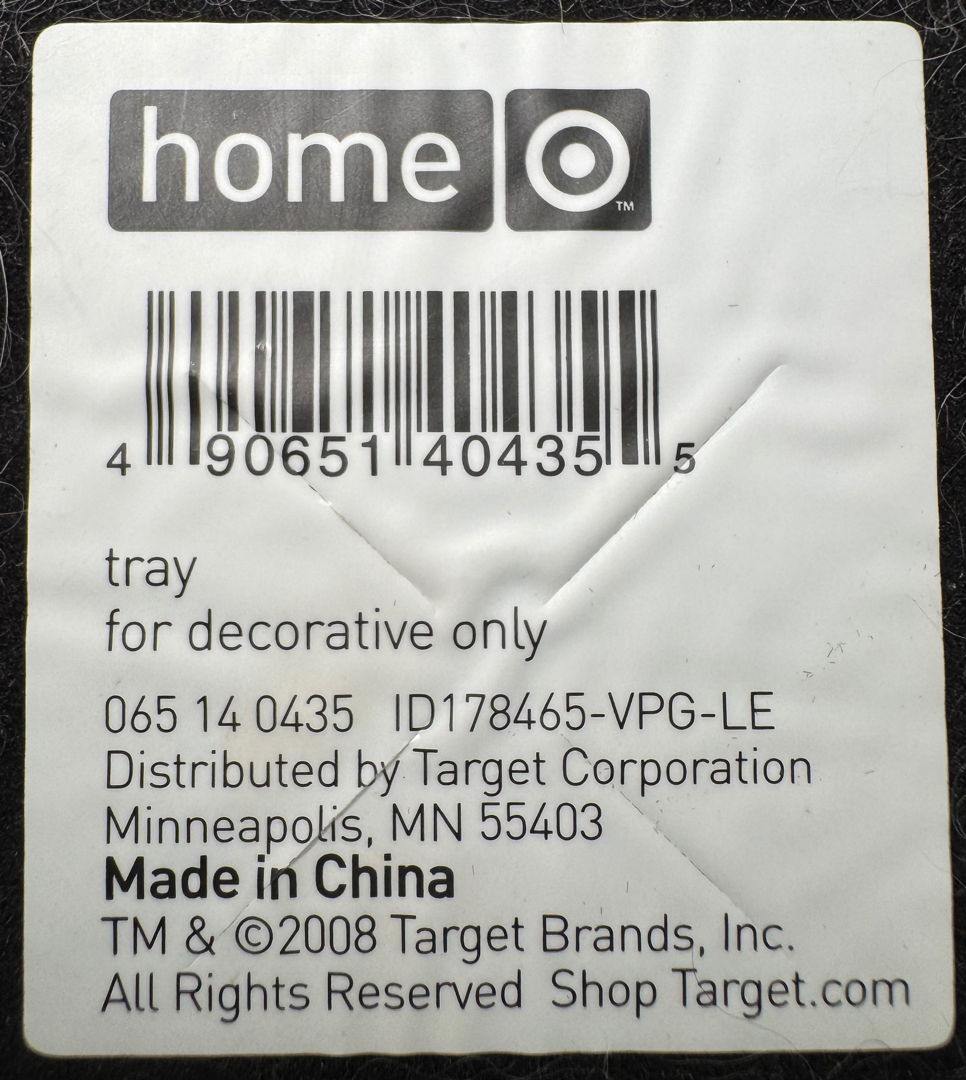 home TM
4 90651 40435 5
tray
for decorative only
065 14 0435 ID178465-VPG-LE
Distributed by Target Corporation
Minneapolis, MN 55403
Made in China
TM & ©2008 Target Brands, Inc.
All Rights Reserved Shop Target.com